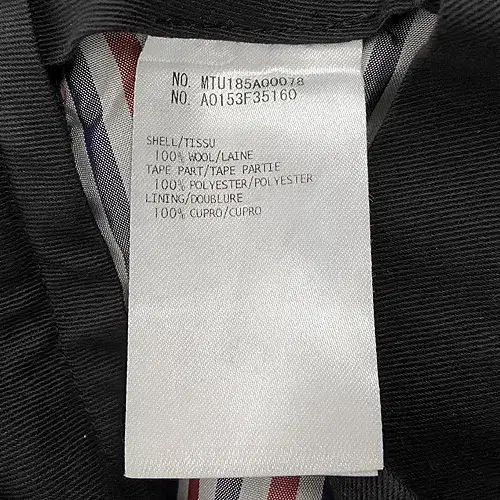 NO. MTU185A00078
NO. A0153F35160
SHELL/TISSU
100% WOOL/LAINE
TAPE PART/TAPE PARTIE
100% POLYESTER/POLYESTER
LINING/DOUBLURE
100% CUPRO/CUPRO